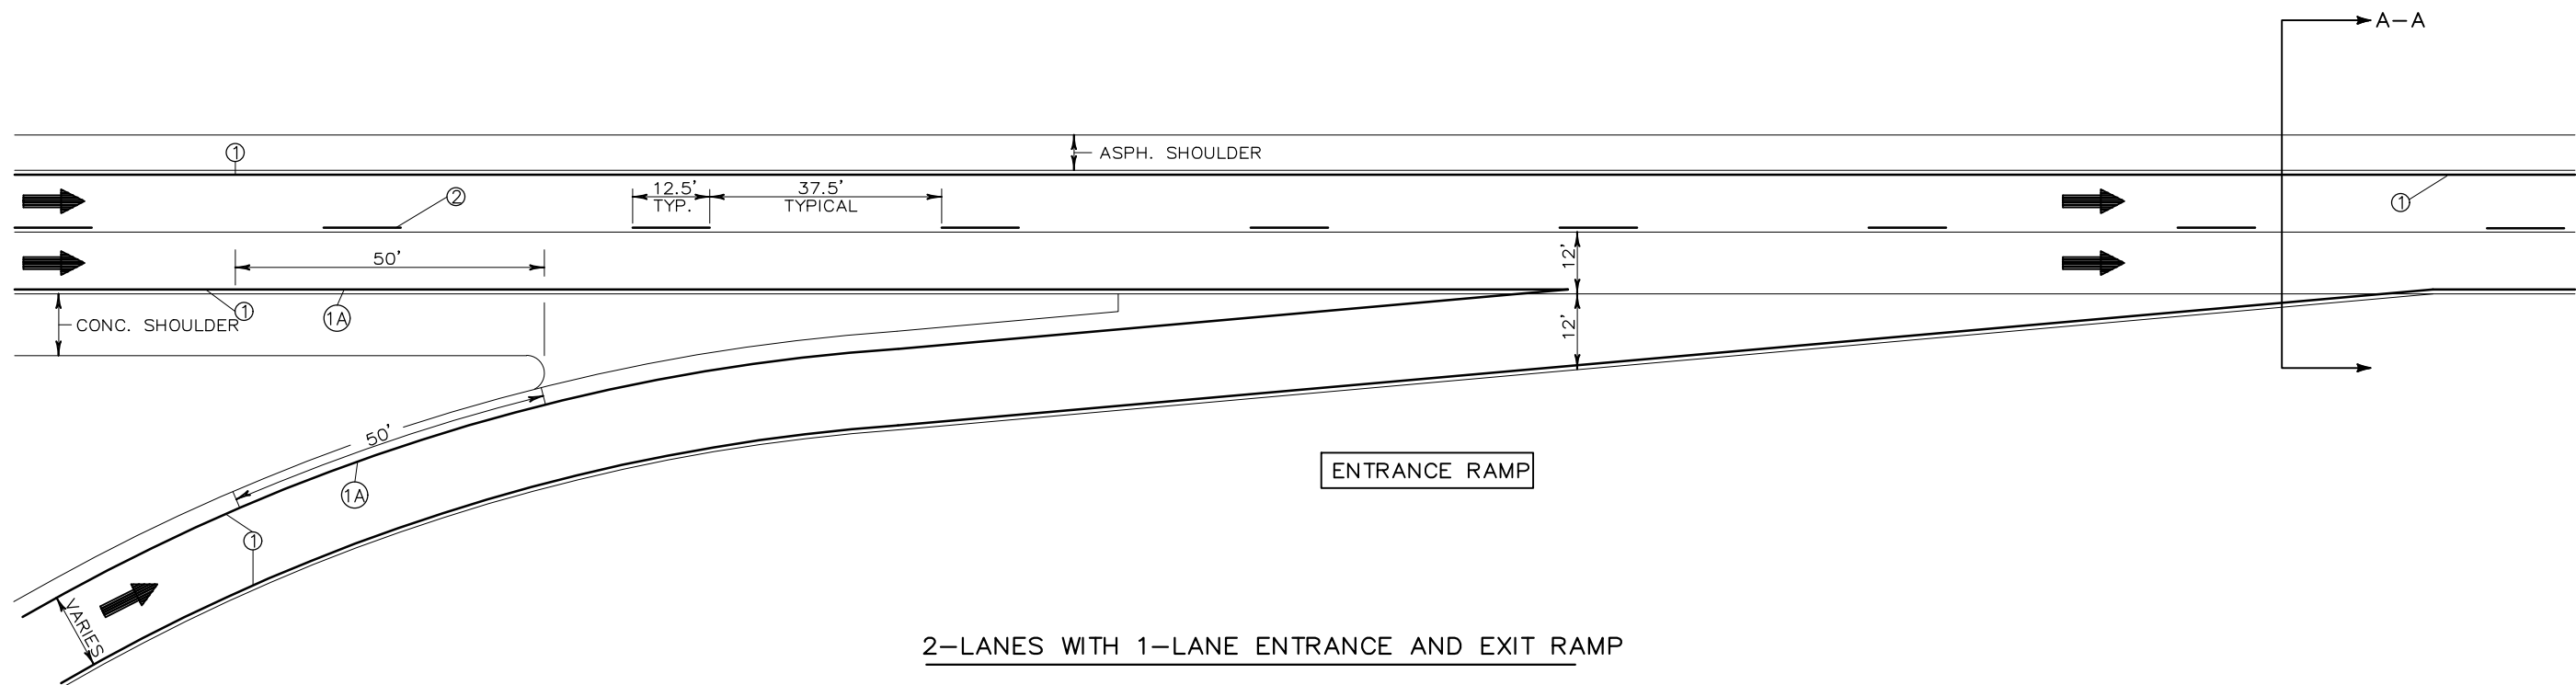 A-A
1
ASPH. SHOULDER
2
12.5'
TYP.
37.5'
TYPICAL
1
50'
12'
1
1A
CONC. SHOULDER
12'
50'
1A
ENTRANCE RAMP
1
VARIES
2-LANES WITH 1-LANE ENTRANCE AND EXIT RAMP